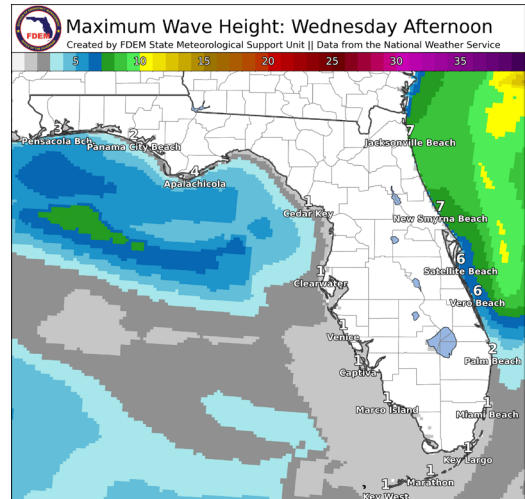 FDEM
Maximum Wave Height: Wednesday Afternoon
Created by FDEM State Meteorological Support Unit || Data from the National Weather Service
5 10 15 20 25 30 35
3
Pensacola Bch.
2
Panama City Beach
4
Apalachicola
7
Jacksonville Beach
1
Cedar Key
7
New Smyrna Beach
6
Satellite Beach
1
Clearwater
6
Vero Beach
1
Venice
2
Palm Beach
1
Captiva
1
Marco Island
1
Miami Beach
1
Key Largo
1
Marathon
1
Key West